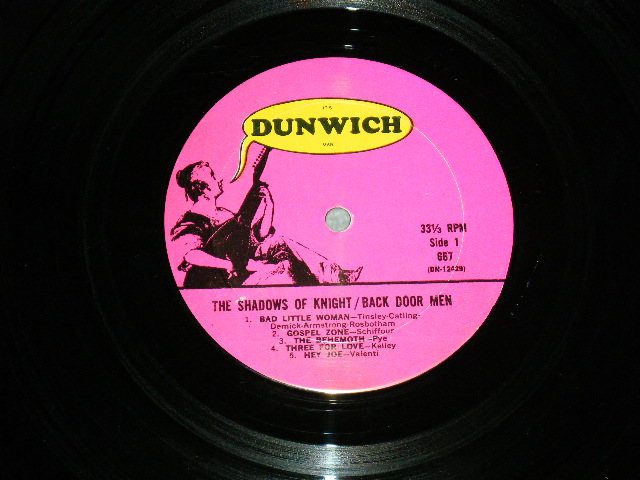 IT'S
DUNWICH
MAN
33⅓ RPM
Side 1
667
(DN-12429)
THE SHADOWS OF KNIGHT/BACK DOOR MEN
1. BAD LITTLE WOMAN—Tinsley-Catling-
Demick-Armstrong-Rosbotham
2. GOSPEL ZONE—Schiffour
3. THE BEHEMOTH—Pye
4. THREE FOR LOVE—Kelley
5. HEY JOE—Valenti